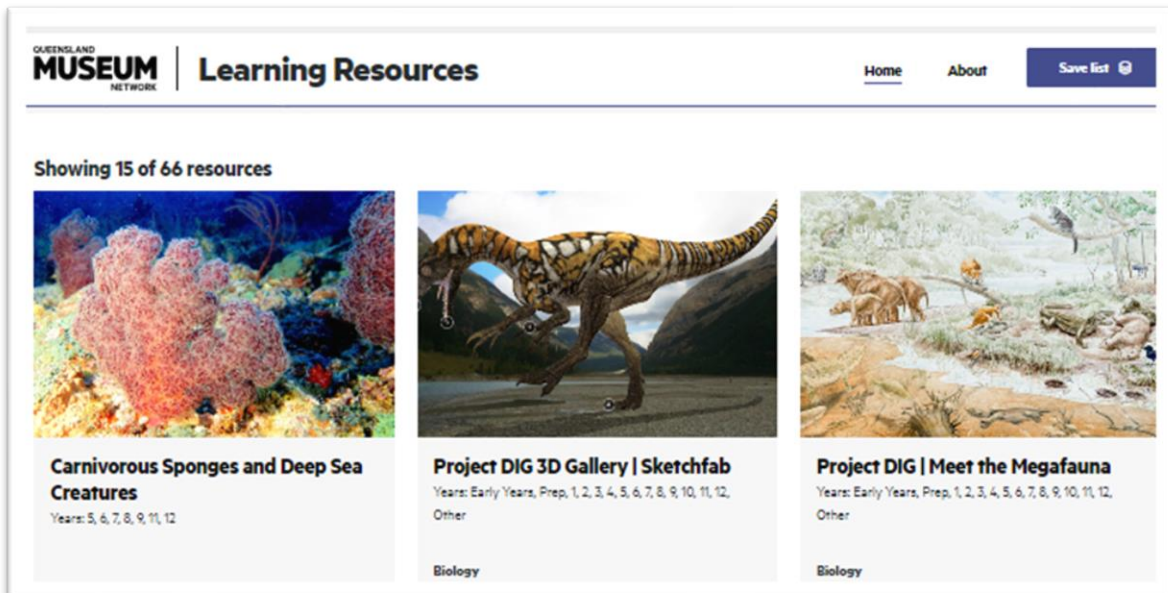 QUEENSLAND
MUSEUM
NETWORK
Learning Resources
Home
About
Save list
Showing 15 of 66 resources
Carnivorous Sponges and Deep Sea
Creatures
Years: 5, 6, 7, 8, 9, 11, 12
Project DIG 3D Gallery | Sketchfab
Years: Early Years, Prep, 1, 2, 3, 4, 5, 6, 7, 8, 9, 10, 11, 12,
Other
Biology
Project DIG | Meet the Megafauna
Years: Early Years, Prep, 1, 2, 3, 4, 5, 6, 7, 8, 9, 10, 11, 12,
Other
Biology